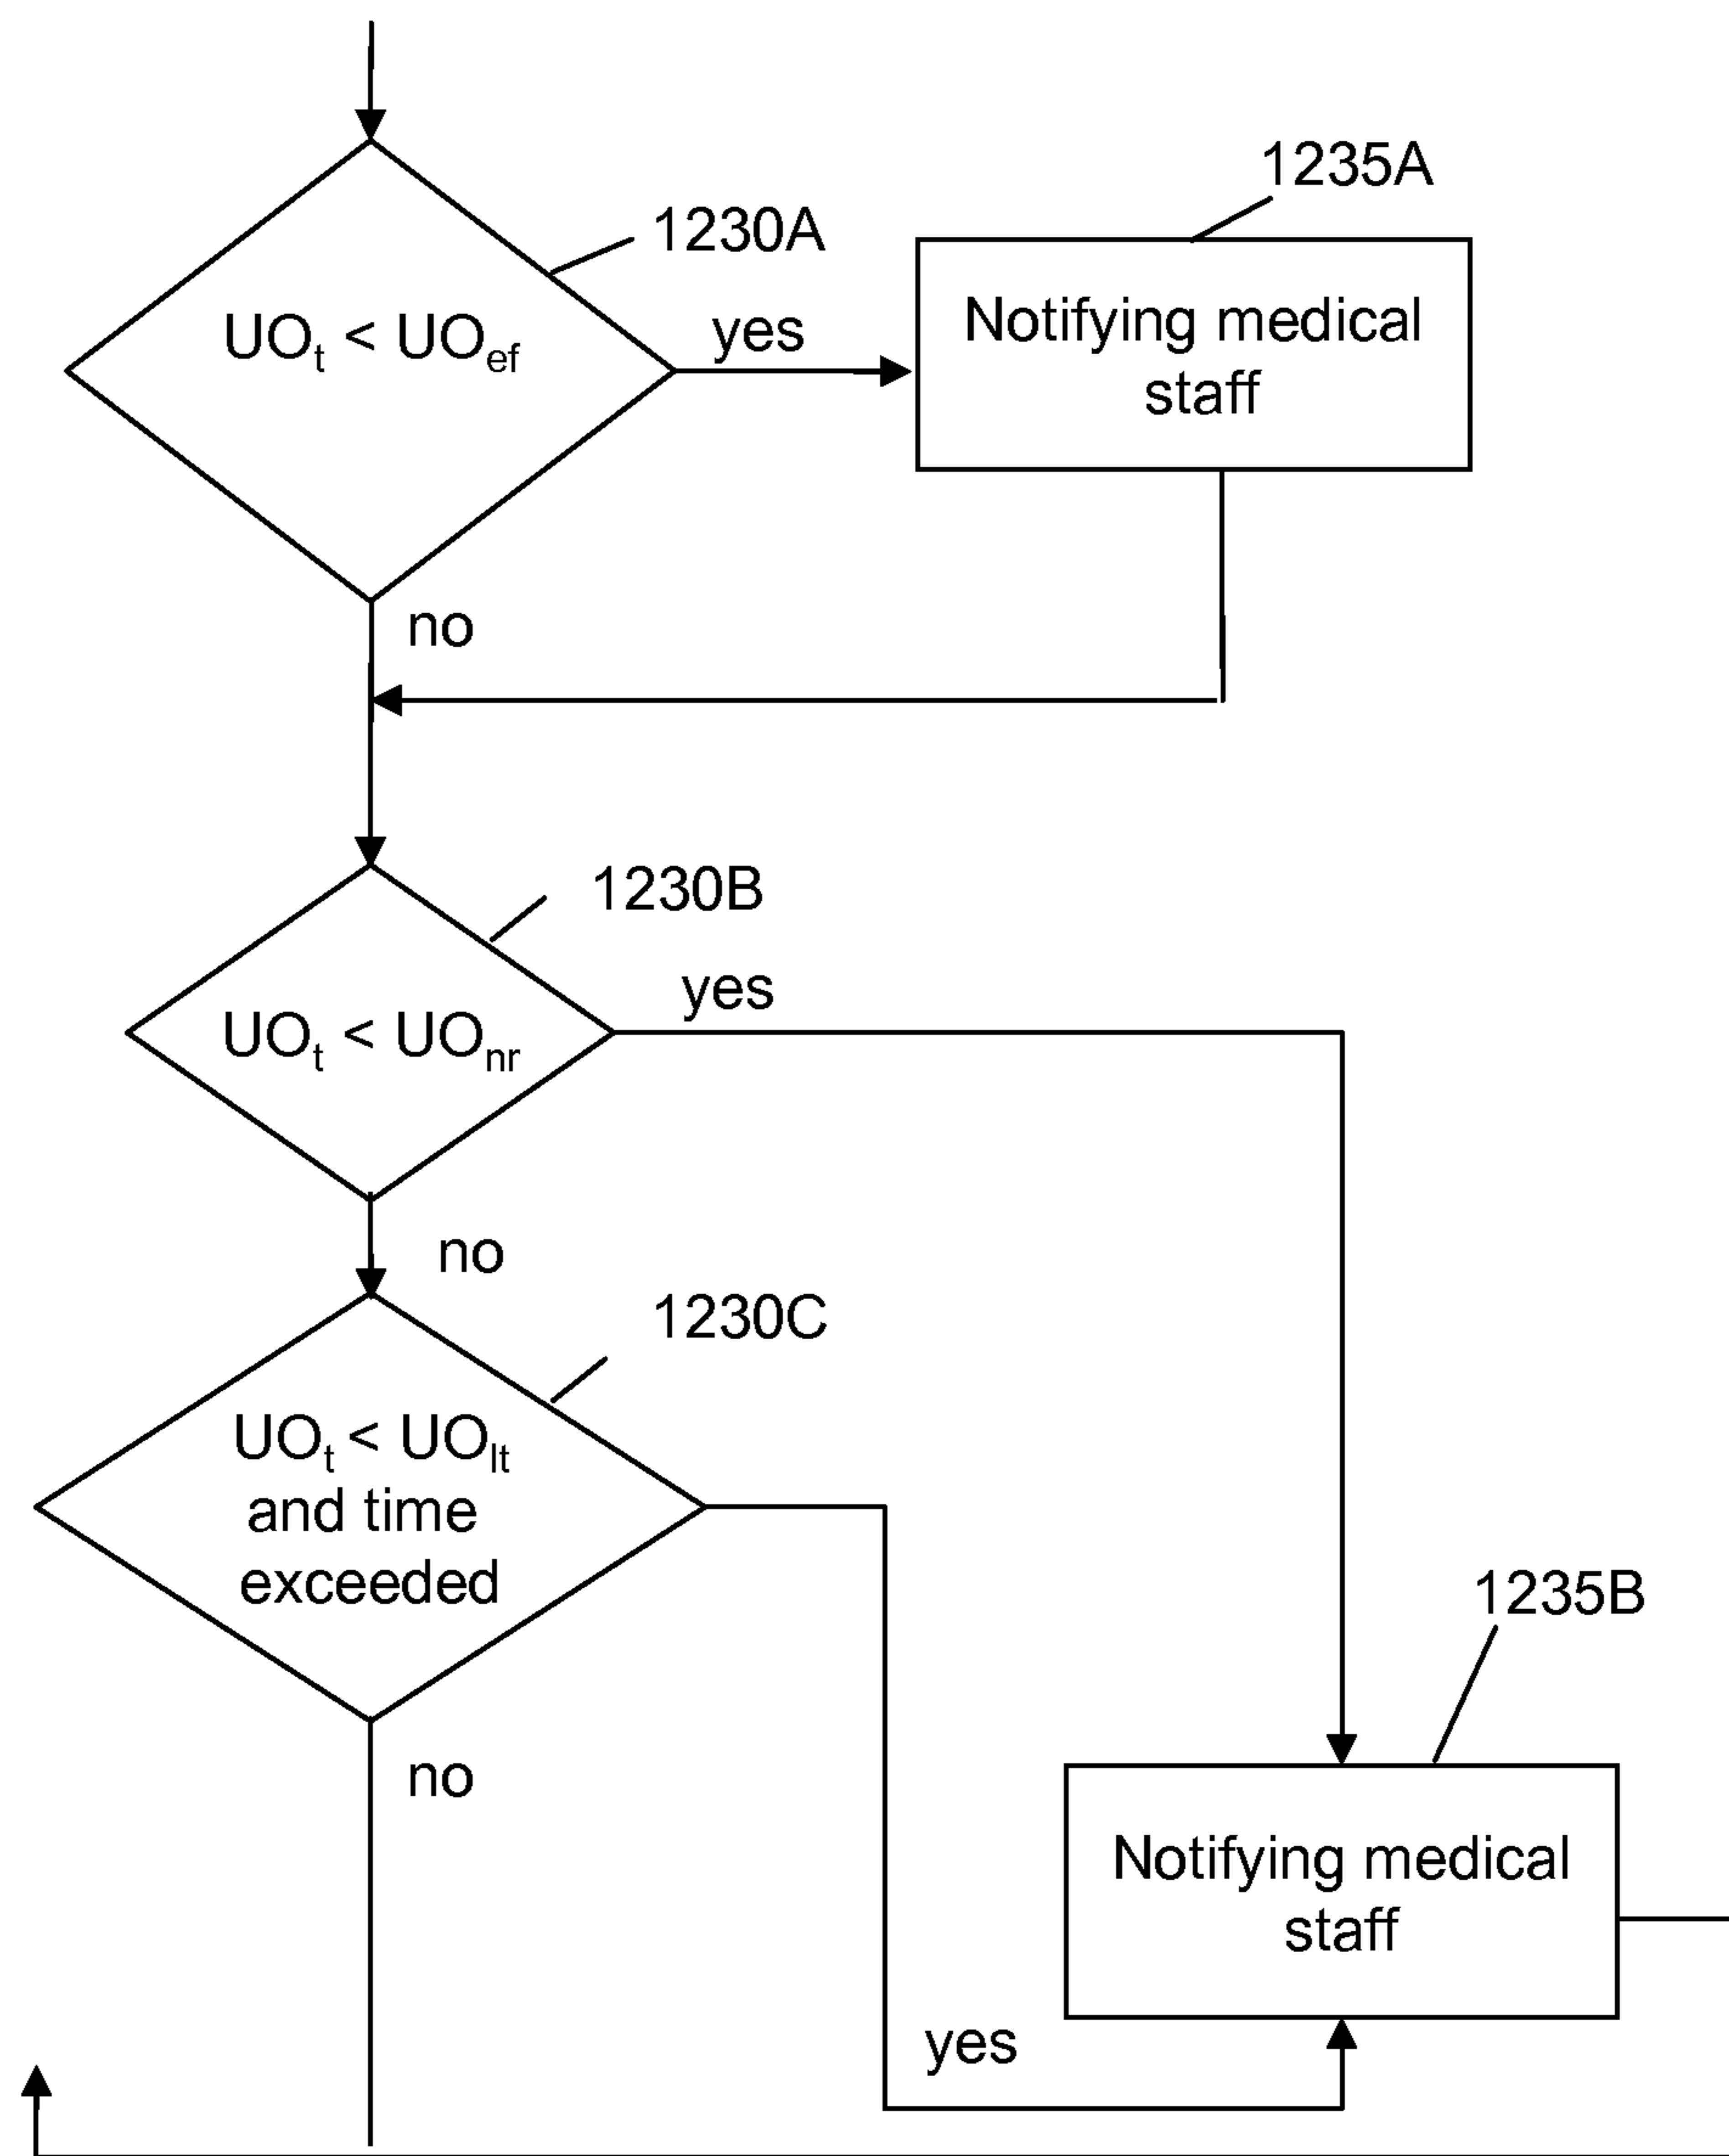 1235A
1230A
UOt < UOef
yes
Notifying medical
staff
no
1230B
yes
UOt < UOnr
no
1230C
UOt < UOlt
and time
exceeded
1235B
no
Notifying medical
staff
yes